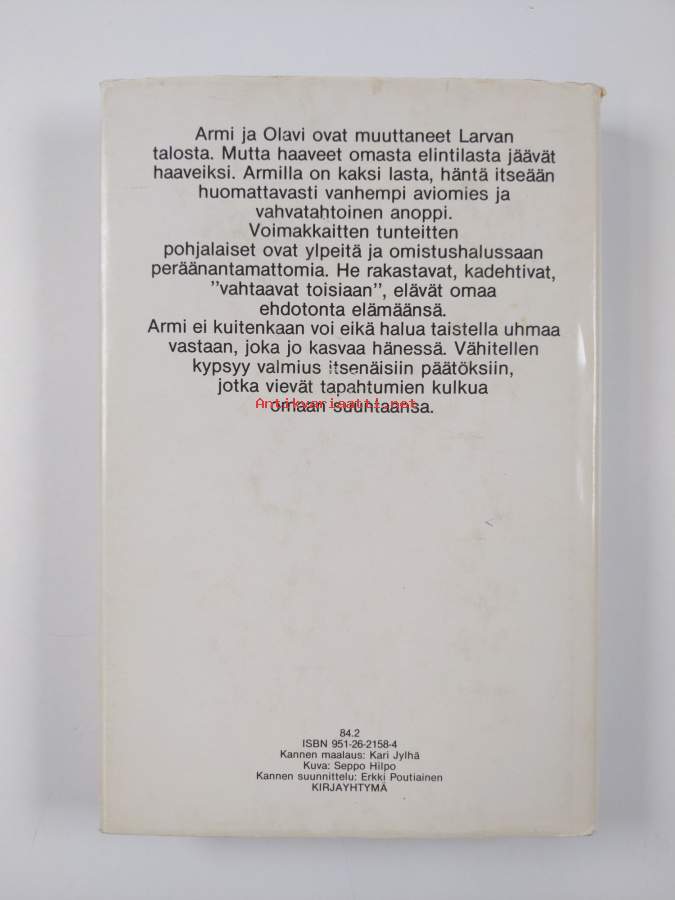 Armi ja Olavi ovat muuttaneet Larvan
talosta. Mutta haaveet omasta elintilasta jäävät
haaveiksi. Armilla on kaksi lasta, häntä itseään
huomattavasti vanhempi aviomies ja
vahvatahtoinen anoppi.
Voimakkaitten tunteitten
pohjalaiset ovat ylpeitä ja omistushalussaan
peräänantamattomia. He rakastavat, kadehtivat,
"vahtaavat toisiaan", elävät omaa
ehdotonta elämäänsä.
Armi ei kuitenkaan voi eikä halua taistella uhmaa
vastaan, joka jo kasvaa hänessä. Vähitellen
kypsyy valmius itsenäisiin päätöksiin,
jotka vievät tapahtumien kulkua
omaan suuntaansa.
Antikvariaatti.net
84.2
ISBN 951-26-2158-4
Kannen maalaus: Kari Jylhä
Kuva: Seppo Hilpo
Kannen suunnittelu: Erkki Poutiainen
KIRJAYHTYMÄ